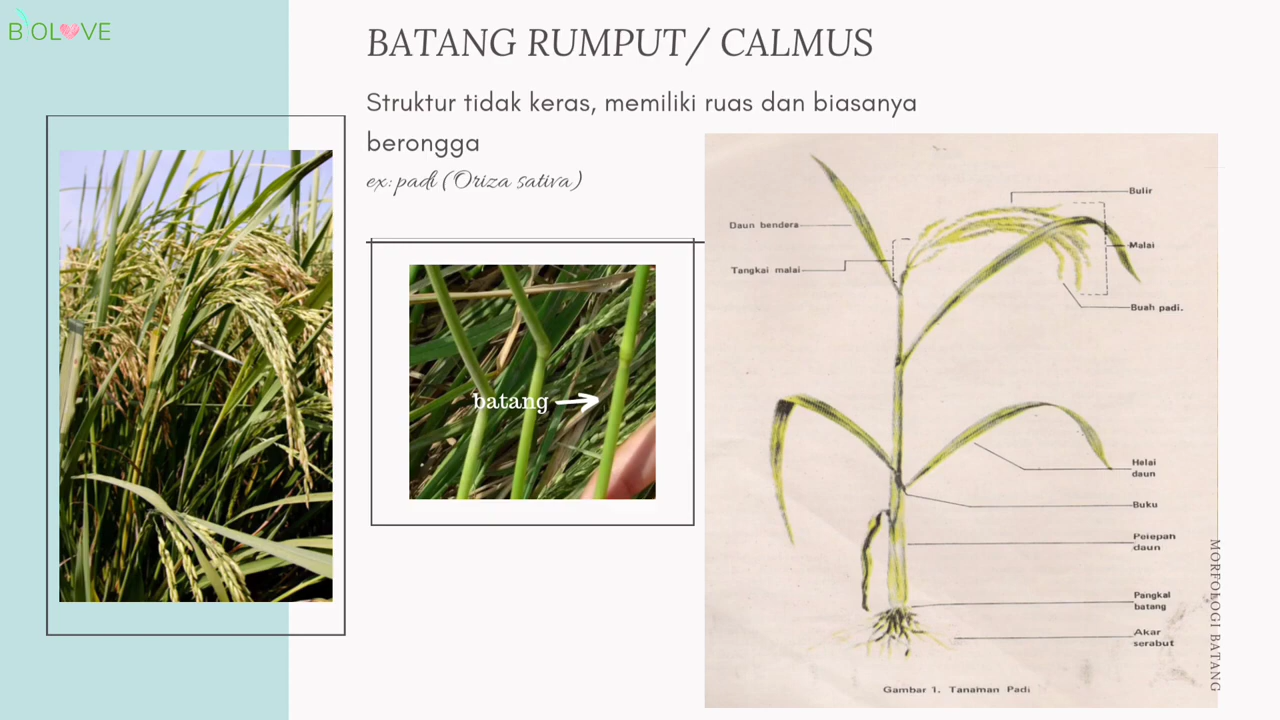 BIOLOVE
BATANG RUMPUT/ CALMUS
Struktur tidak keras, memiliki ruas dan biasanya
berongga
ex: padi (Oriza sativa)
batang
Daun bendera
Tangkai malai
Bulir
Malai
Buah padi.
Helai
daun
Buku
Pelepah
daun
Pangkal
batang
Akar
serabut
Gambar 1. Tanaman Padi
MORFOLOGI BATANG